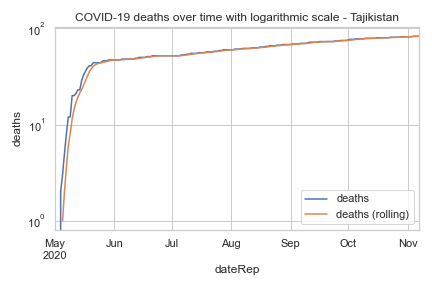 COVID-19 deaths over time with logarithmic scale - Tajikistan
10²
10¹
10⁰
deaths
May
2020
Jun
Jul
Aug
Sep
Oct
Nov
dateRep
deaths
deaths (rolling)